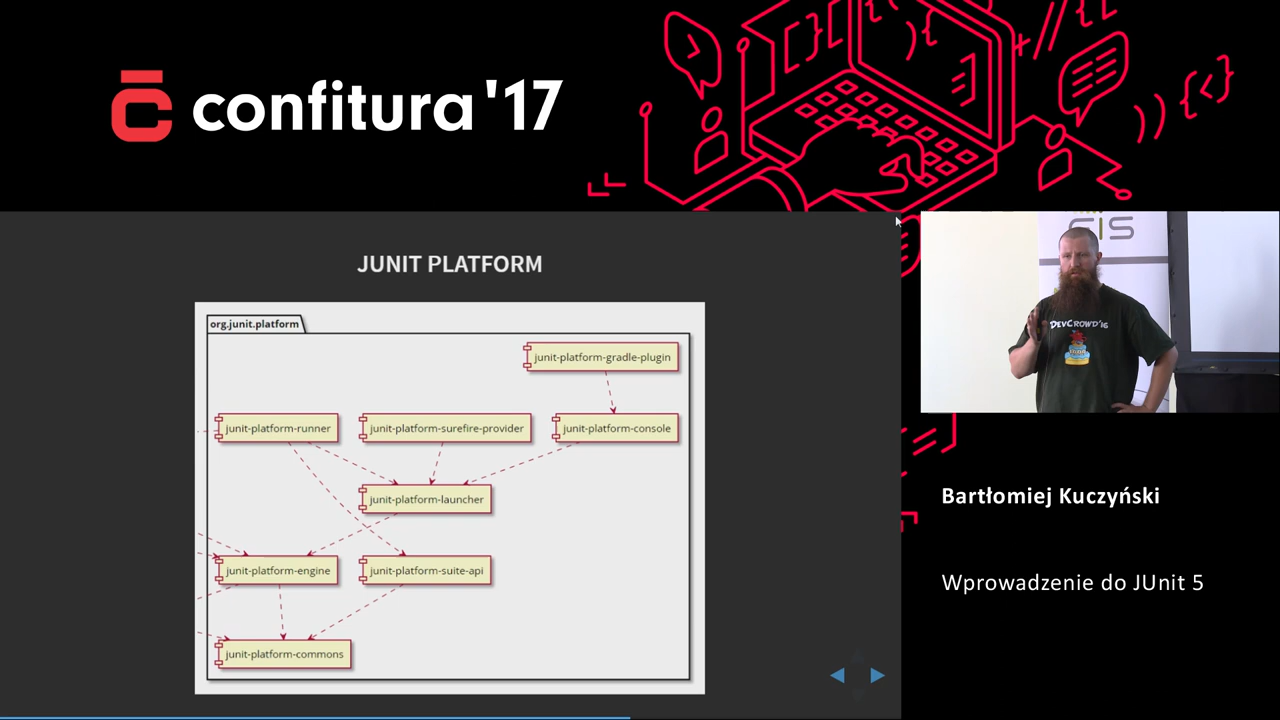 confitura '17
JUNIT PLATFORM
org.junit.platform
junit-platform-gradle-plugin
junit-platform-runner
junit-platform-surefire-provider
junit-platform-console
junit-platform-launcher
junit-platform-engine
junit-platform-suite-api
junit-platform-commons
DEVCROWD'16
Bartłomiej Kuczyński
Wprowadzenie do JUnit 5